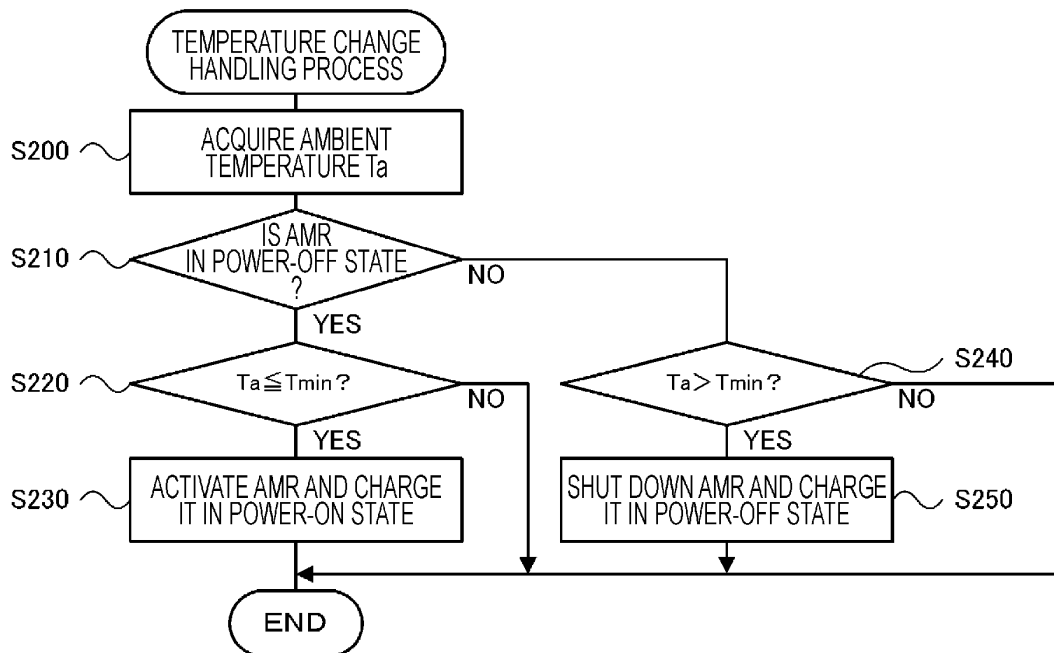 TEMPERATURE CHANGE
HANDLING PROCESS
S200
ACQUIRE AMBIENT
TEMPERATURE Ta
S210
IS AMR
IN POWER-OFF STATE
?
NO
YES
S220
Ta≦Tmin?
NO
YES
S240
Ta>Tmin?
NO
YES
S230
ACTIVATE AMR AND CHARGE
IT IN POWER-ON STATE
SHUT DOWN AMR AND CHARGE
IT IN POWER-OFF STATE
S250
END